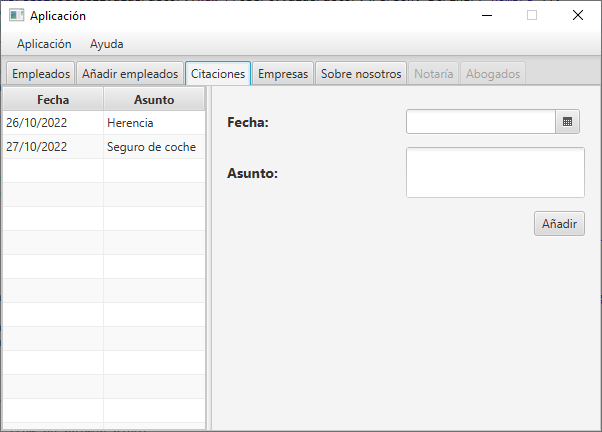 Aplicación
Aplicación Ayuda
Empleados Añadir empleados Citaciones Empresas Sobre nosotros Notaría Abogados
Fecha Asunto
26/10/2022 Herencia
27/10/2022 Seguro de coche
Fecha:
Asunto:
Añadir